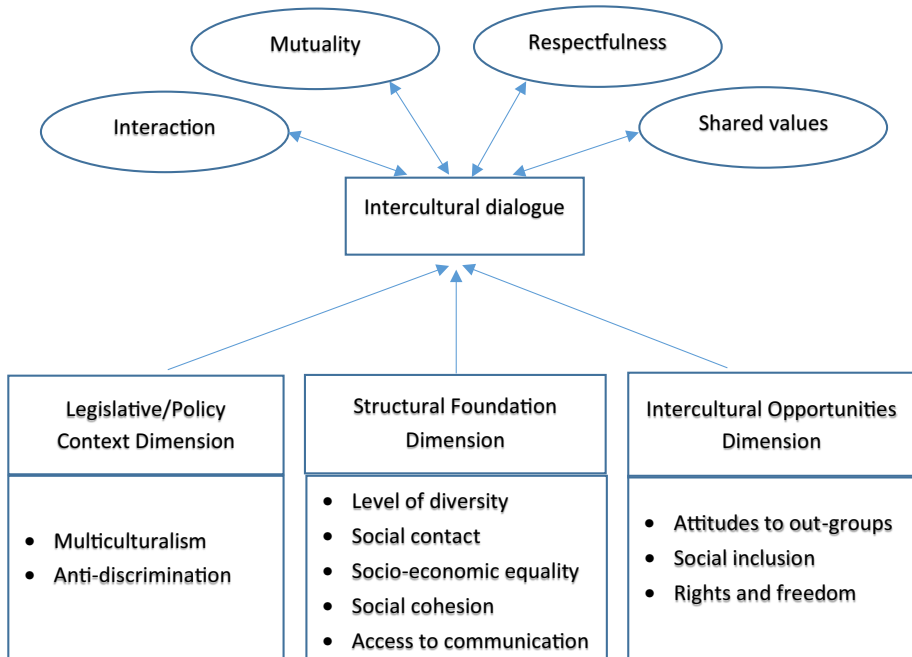 Mutuality
Respectfulness
Interaction
Shared values
Intercultural dialogue
Legislative/Policy
Context Dimension
• Multiculturalism
• Anti-discrimination
Structural Foundation
Dimension
• Level of diversity
• Social contact
• Socio-economic equality
• Social cohesion
• Access to communication
Intercultural Opportunities
Dimension
• Attitudes to out-groups
• Social inclusion
• Rights and freedom